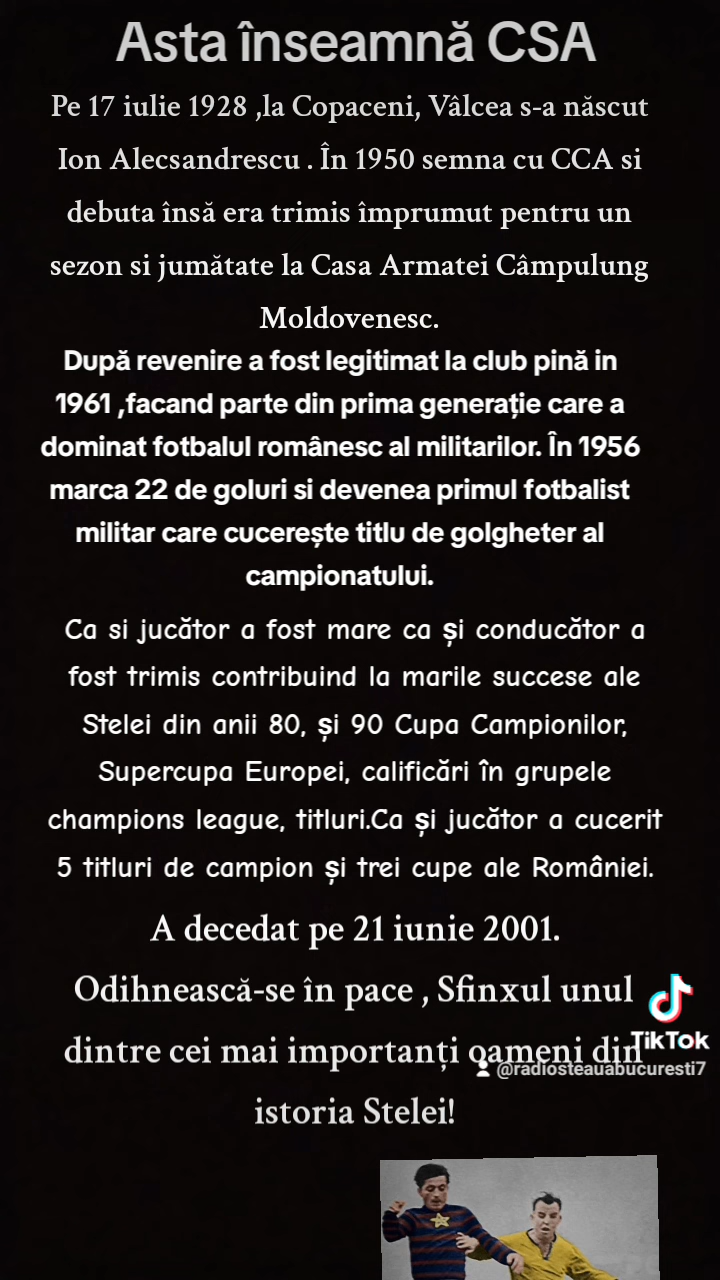 Asta înseamnă CSA
Pe 17 iulie 1928 ,la Copaceni, Vâlcea s-a născut
Ion Alecsandrescu . În 1950 semna cu CCA si
debuta însă era trimis împrumut pentru un
sezon si jumătate la Casa Armatei Câmpulung
Moldovenesc.
După revenire a fost legitimat la club pină in
1961 ,facand parte din prima generație care a
dominat fotbalul românesc al militarilor. În 1956
marca 22 de goluri si devenea primul fotbalist
militar care cucerește titlu de golgheter al
campionatului.
Ca si jucător a fost mare ca și conducător a
fost trimis contribuind la marile succese ale
Stelei din anii 80, și 90 Cupa Campionilor,
Supercupa Europei, calificări în grupele
champions league, titluri.Ca și jucător a cucerit
5 titluri de campion și trei cupe ale României.
A decedat pe 21 iunie 2001.
Odihnească-se în pace , Sfinxul unul
dintre cei mai importanți oameni din
istoria Stelei!
TikTok
@radiosteauabucuresti7